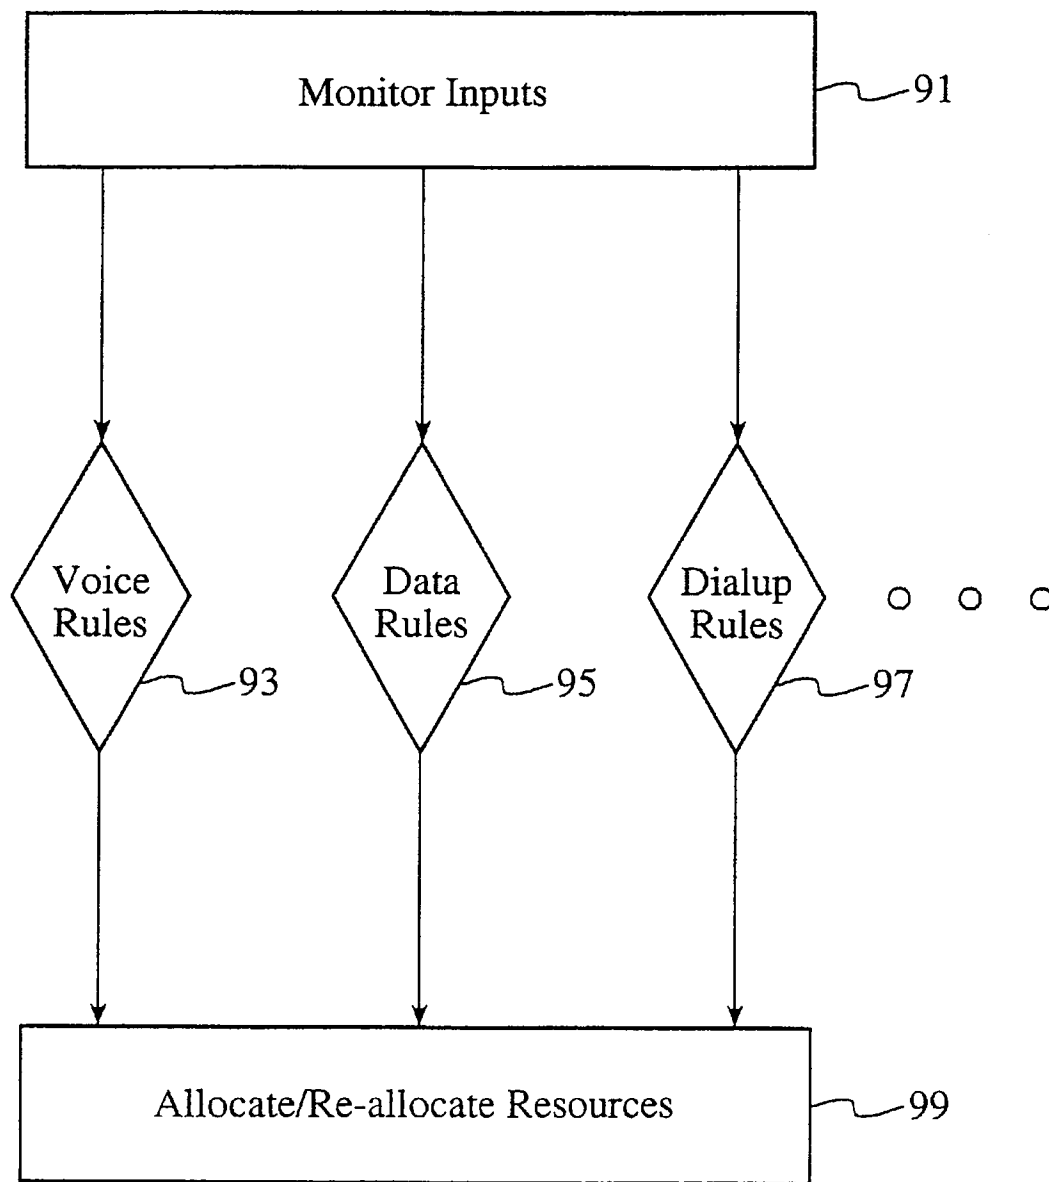 Monitor Inputs
91
Voice
Rules
93
Data
Rules
95
Dialup
Rules
97
Allocate/Re-allocate Resources
99